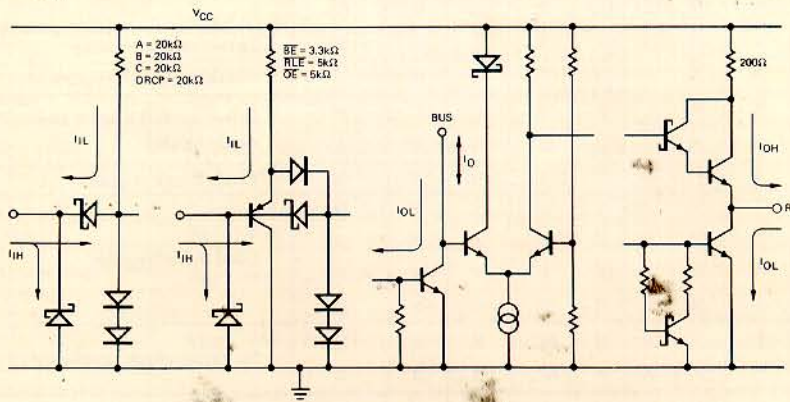 VCC
A = 20kΩ
B = 20kΩ
C = 20kΩ
DRCP = 20kΩ
BE = 3.3kΩ
RLE = 5kΩ
OE = 5kΩ
200Ω
BUS
IIL
IIL
IO
IOH
IOL
R
IIH
IIH
IOL